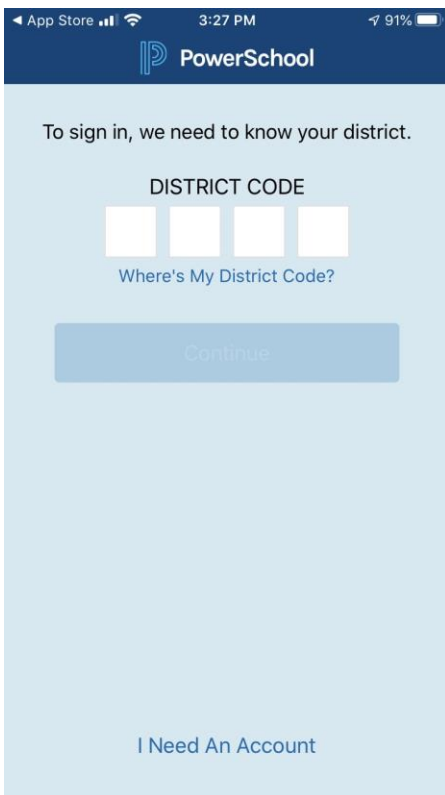 App Store 3:27 PM 91%
PowerSchool
To sign in, we need to know your district.
DISTRICT CODE
Where's My District Code?
Continue
I Need An Account